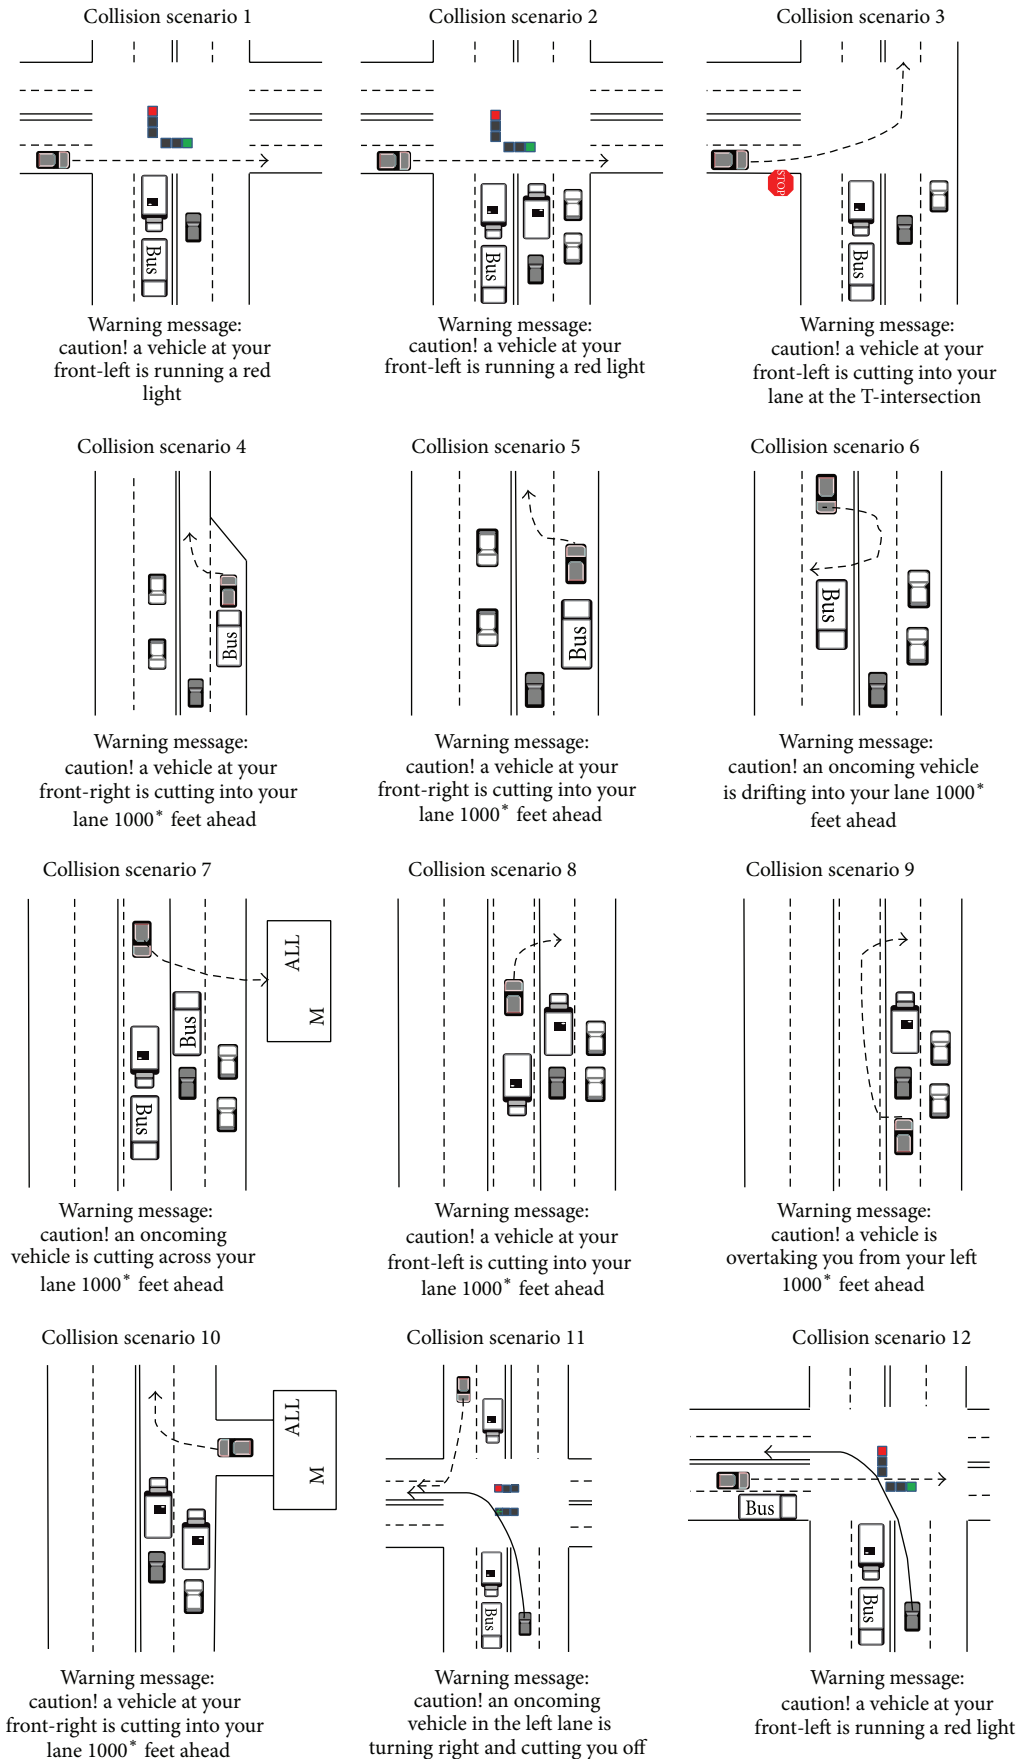 Collision scenario 1
Collision scenario 2
Collision scenario 3
STOP
Bus
Bus
Bus
Warning message:
caution! a vehicle at your
front-left is running a red
light
Warning message:
caution! a vehicle at your
front-left is running a red light
Warning message:
caution! a vehicle at your
front-left is cutting into your
lane at the T-intersection
Collision scenario 4
Collision scenario 5
Collision scenario 6
Bus
Bus
Bus
Warning message:
caution! a vehicle at your
front-right is cutting into your
lane 1000* feet ahead
Warning message:
caution! a vehicle at your
front-right is cutting into your
lane 1000* feet ahead
Warning message:
caution! an oncoming vehicle
is drifting into your lane 1000*
feet ahead
Collision scenario 7
Collision scenario 8
Collision scenario 9
M ALL
Bus
Bus
Warning message:
caution! an oncoming
vehicle is cutting across your
lane 1000* feet ahead
Warning message:
caution! a vehicle at your
front-left is cutting into your
lane 1000* feet ahead
Warning message:
caution! a vehicle is
overtaking you from your left
1000* feet ahead
Collision scenario 10
Collision scenario 11
Collision scenario 12
M ALL
Bus
Bus
Bus
Warning message:
caution! a vehicle at your
front-right is cutting into your
lane 1000* feet ahead
Warning message:
caution! an oncoming
vehicle in the left lane is
turning right and cutting you off
Warning message:
caution! a vehicle at your
front-left is running a red light